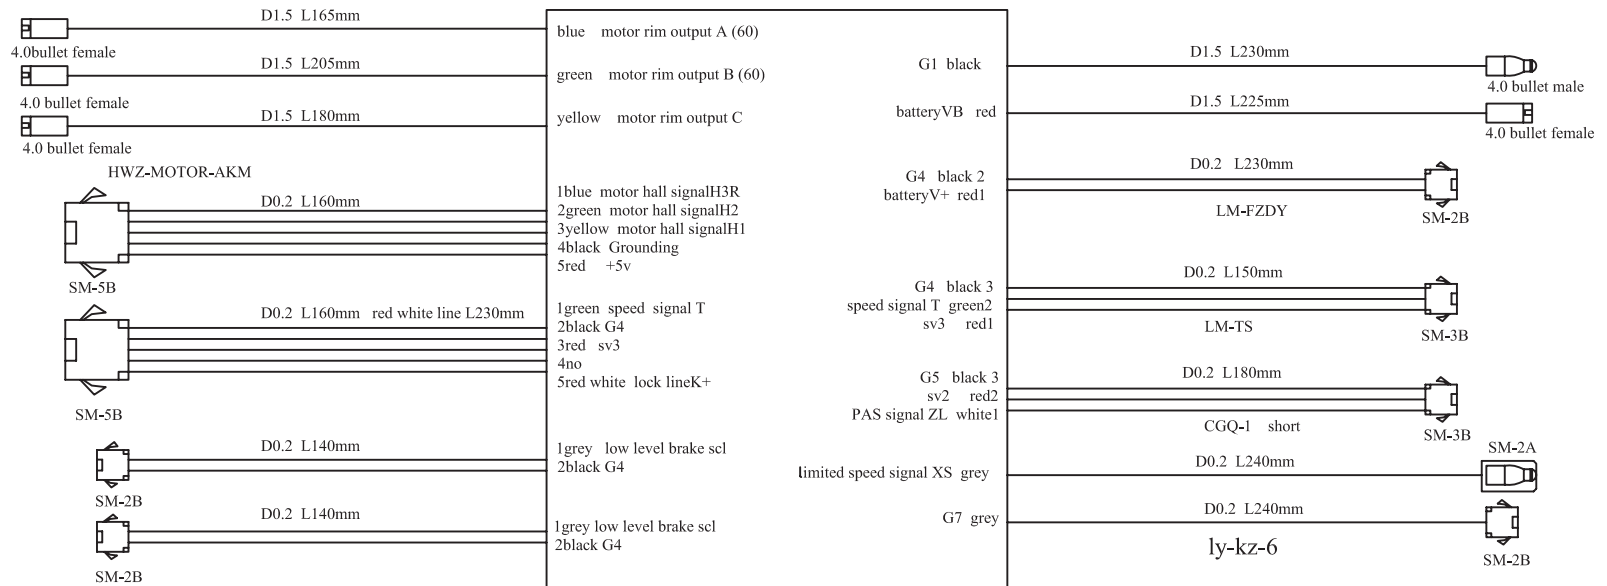 D1.5 L165mm
blue motor rim output A (60)
4.0bullet female
D1.5 L205mm
green motor rim output B (60)
4.0 bullet female
D1.5 L180mm
yellow motor rim output C
4.0 bullet female
HWZ-MOTOR-AKM
D0.2 L160mm
1blue motor hall signalH3R
2green motor hall signalH2
3yellow motor hall signalH1
4black Grounding
5red +5v
SM-5B
D0.2 L160mm red white line L230mm
1green speed signal T
2black G4
3red sv3
4no
5red white lock lineK+
SM-5B
D0.2 L140mm
1grey low level brake scl
2black G4
SM-2B
D0.2 L140mm
1grey low level brake scl
2black G4
SM-2B
G1 black
D1.5 L230mm
4.0 bullet male
batteryVB red
D1.5 L225mm
4.0 bullet female
G4 black 2
batteryV+ red1
D0.2 L230mm
LM-FZDY
SM-2B
G4 black 3
speed signal T green2
sv3 red1
D0.2 L150mm
LM-TS
SM-3B
G5 black 3
sv2 red2
PAS signal ZL white1
D0.2 L180mm
CGQ-1 short
SM-3B
SM-2A
limited speed signal XS grey
D0.2 L240mm
G7 grey
D0.2 L240mm
SM-2B
ly-kz-6